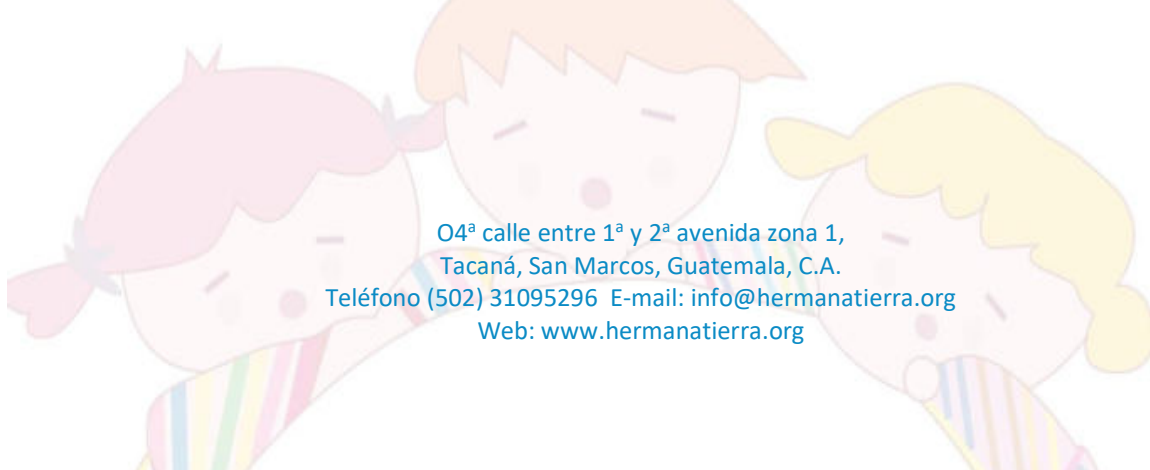 O4ª calle entre 1ª y 2ª avenida zona 1,
Tacaná, San Marcos, Guatemala, C.A.
Teléfono (502) 31095296 E-mail: info@hermanatierra.org
Web: www.hermanatierra.org